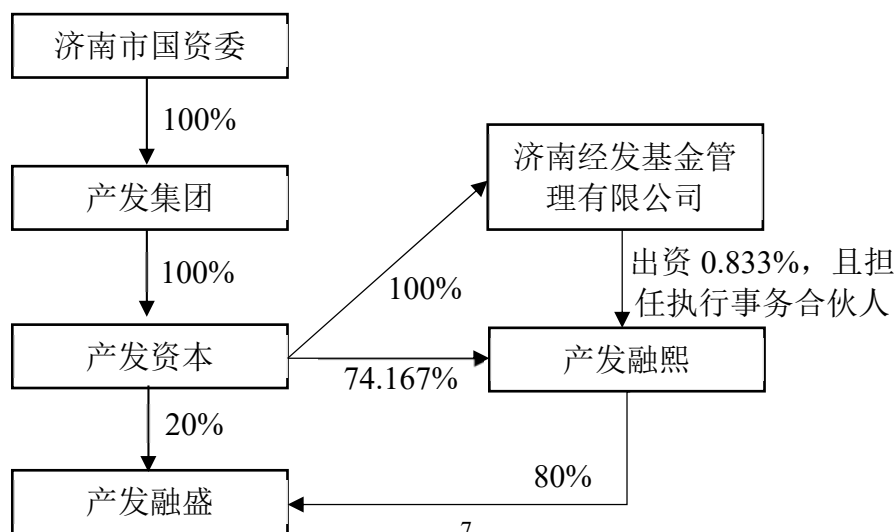 济南市国资委
100%
产发集团
济南经发基金管
理有限公司
100%
100%
出资 0.833%，且担
任执行事务合伙人
产发资本
74.167%
产发融熙
20%
80%
产发融盛
7